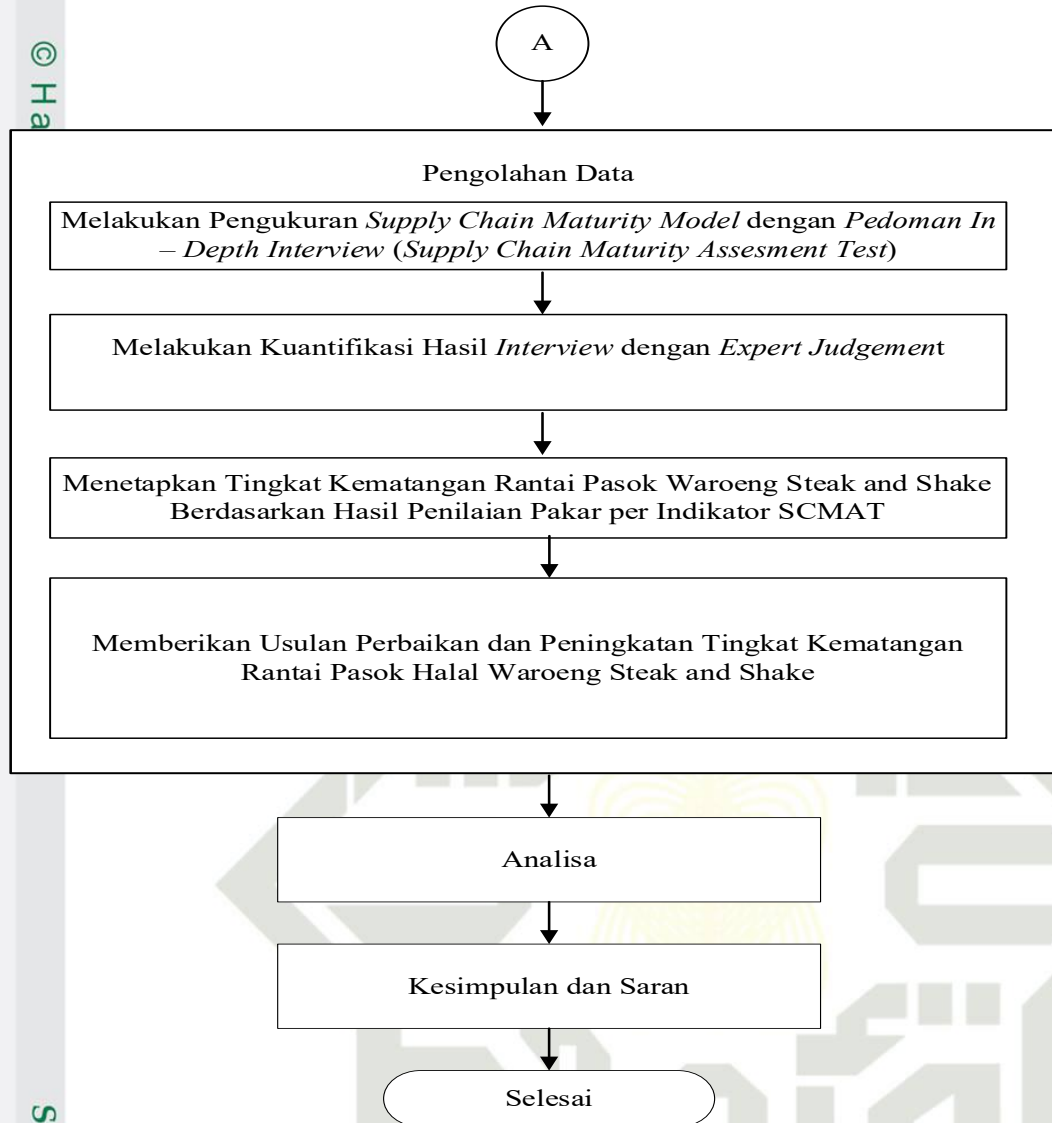 © Ha
A
Pengolahan Data
Melakukan Pengukuran Supply Chain Maturity Model dengan Pedoman In
– Depth Interview (Supply Chain Maturity Assesment Test)
Melakukan Kuantifikasi Hasil Interview dengan Expert Judgement
Menetapkan Tingkat Kematangan Rantai Pasok Waroeng Steak and Shake
Berdasarkan Hasil Penilaian Pakar per Indikator SCMAT
Memberikan Usulan Perbaikan dan Peningkatan Tingkat Kematangan
Rantai Pasok Halal Waroeng Steak and Shake
Analisa
Kesimpulan dan Saran
Selesai
S